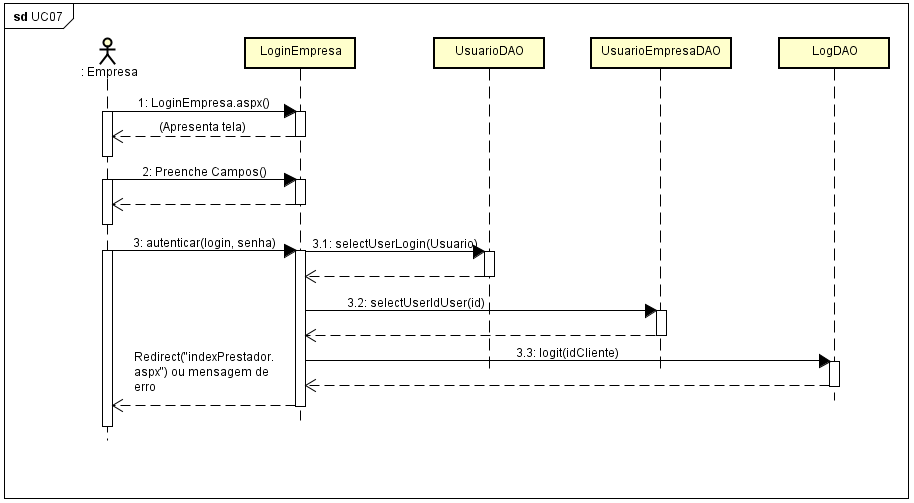 sd UC07
: Empresa
LoginEmpresa
UsuarioDAO
UsuarioEmpresaDAO
LogDAO
1: LoginEmpresa.aspx()
(Apresenta tela)
2: Preenche Campos()
3: autenticar(login, senha)
3.1: selectUserLogin(Usuario)
3.2: selectUserIdUser(id)
3.3: logit(idCliente)
Redirect("indexPrestador.
aspx") ou mensagem de
erro